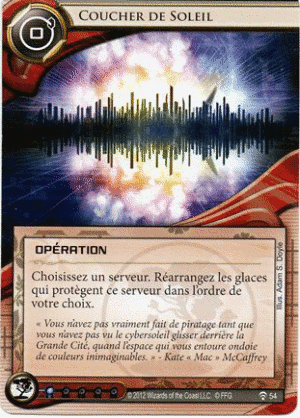 COUCHER DE SOLEIL
0
OPÉRATION
Choisissez un serveur. Réarrangez les glaces
qui protègent ce serveur dans l'ordre de
votre choix.
« Vous n'avez pas vraiment fait de piratage tant que
vous n'avez pas vu le cybersoleil glisser derrière la
Grande Cité, quand l'espace qui vous entoure ondoie
de couleurs inimaginables. » - Kate « Mac » McCaffrey
Illus. Adam S. Doyle
©2012 Wizards of the Coast LLC. © FFG
54